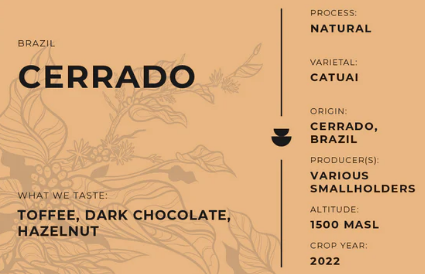 BRAZIL
CERRADO
WHAT WE TASTE:
TOFFEE, DARK CHOCOLATE,
HAZELNUT
PROCESS:
NATURAL
VARIETAL:
CATUAI
ORIGIN:
CERRADO,
BRAZIL
PRODUCER(S):
VARIOUS
SMALLHOLDERS
ALTITUDE:
1500 MASL
CROP YEAR:
2022